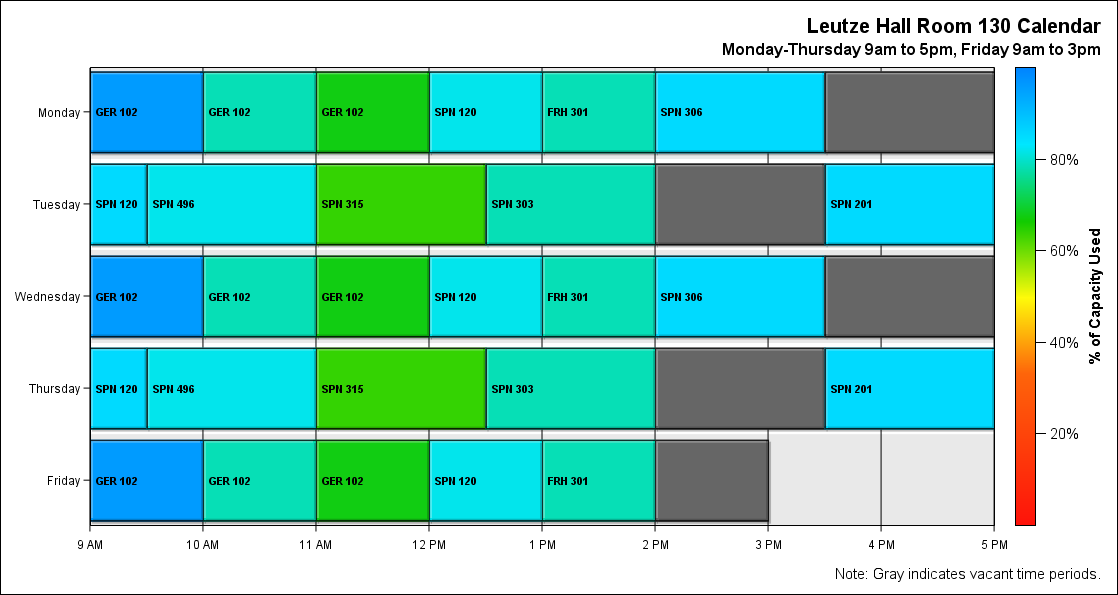 Leutze Hall Room 130 Calendar
Monday-Thursday 9am to 5pm, Friday 9am to 3pm
Monday
GER 102
GER 102
GER 102
SPN 120
FRH 301
SPN 306
Tuesday
SPN 120
SPN 496
SPN 315
SPN 303
SPN 201
Wednesday
GER 102
GER 102
GER 102
SPN 120
FRH 301
SPN 306
Thursday
SPN 120
SPN 496
SPN 315
SPN 303
SPN 201
Friday
GER 102
GER 102
GER 102
SPN 120
FRH 301
9 AM
10 AM
11 AM
12 PM
1 PM
2 PM
3 PM
4 PM
5 PM
80%
60%
40%
20%
% of Capacity Used
Note: Gray indicates vacant time periods.